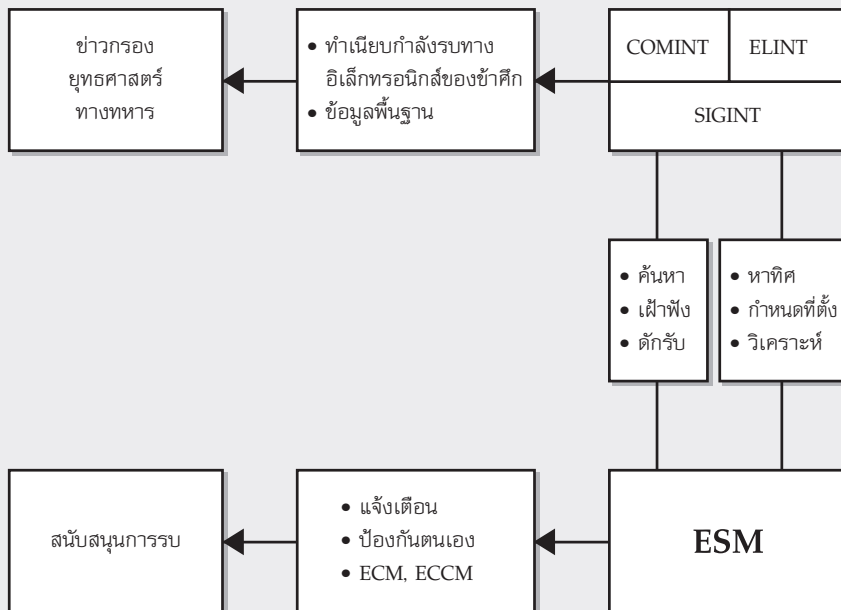 ข่าวกรอง
ยุทธศาสตร์
ทางทหาร
• ทำเนียบกำลังรบทาง
อิเล็กทรอนิกส์ของข้าศึก
• ข้อมูลพื้นฐาน
COMINT
ELINT
SIGINT
• ค้นหา
• เฝ้าฟัง
• ดักรับ
• หาทิศ
• กำหนดที่ตั้ง
• วิเคราะห์
สนับสนุนการรบ
• แจ้งเตือน
• ป้องกันตนเอง
• ECM, ECCM
ESM